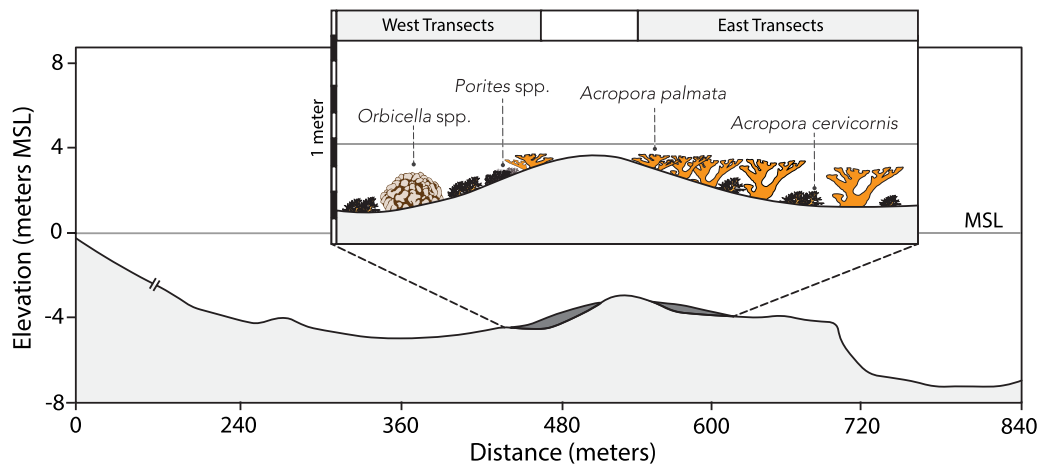 West Transects
East Transects
Porites spp.
Acropora palmata
Orbicella spp.
Acropora cervicornis
1 meter
8
4
0
-4
-8
MSL
Elevation (meters MSL)
0
240
360
480
600
720
840
Distance (meters)